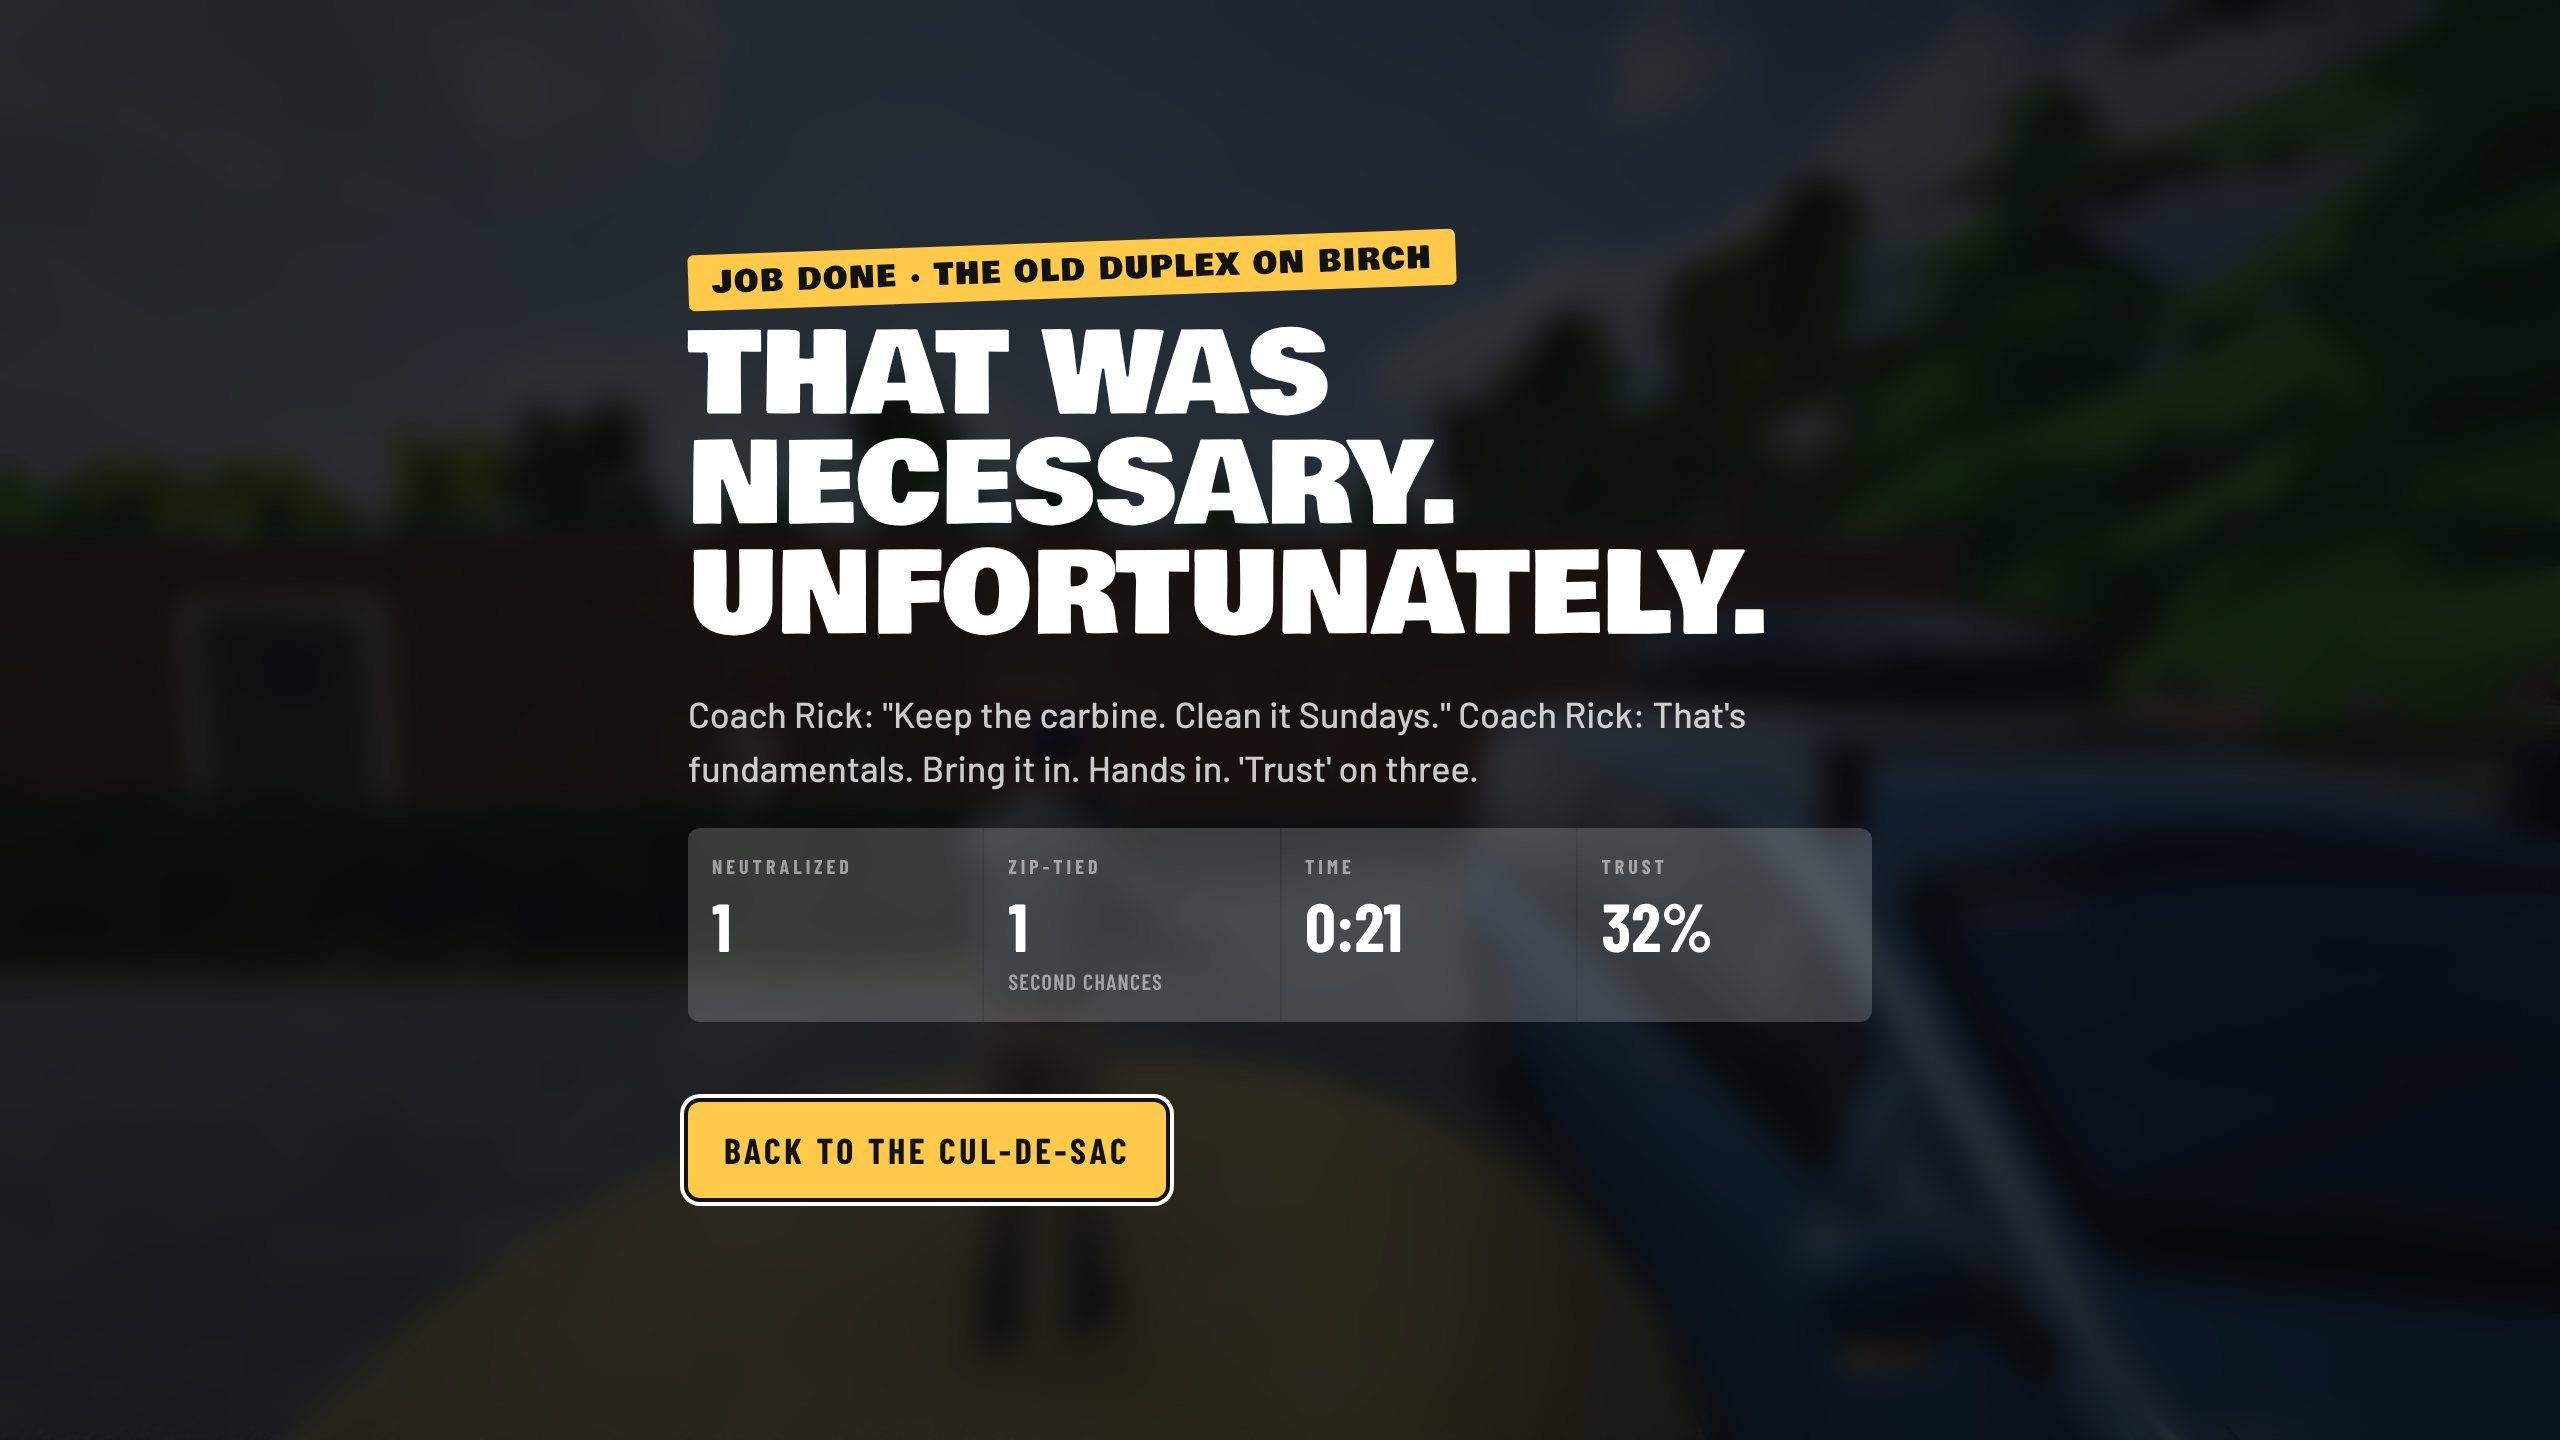 JOB DONE · THE OLD DUPLEX ON BIRCH
THAT WAS
NECESSARY.
UNFORTUNATELY.
Coach Rick: "Keep the carbine. Clean it Sundays." Coach Rick: That's
fundamentals. Bring it in. Hands in. 'Trust' on three.
NEUTRALIZED
1
ZIP-TIED
1
SECOND CHANCES
TIME
0:21
TRUST
32%
BACK TO THE CUL-DE-SAC